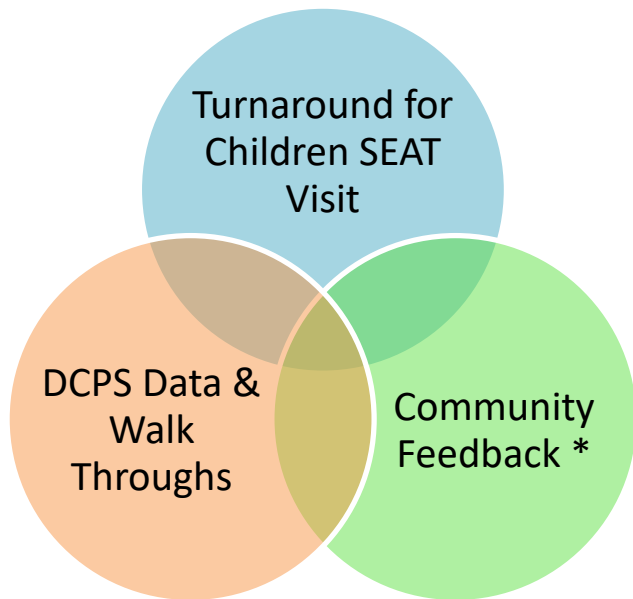 Turnaround for
Children SEAT
Visit
DCPS Data &
Walk
Throughs
Community
Feedback *